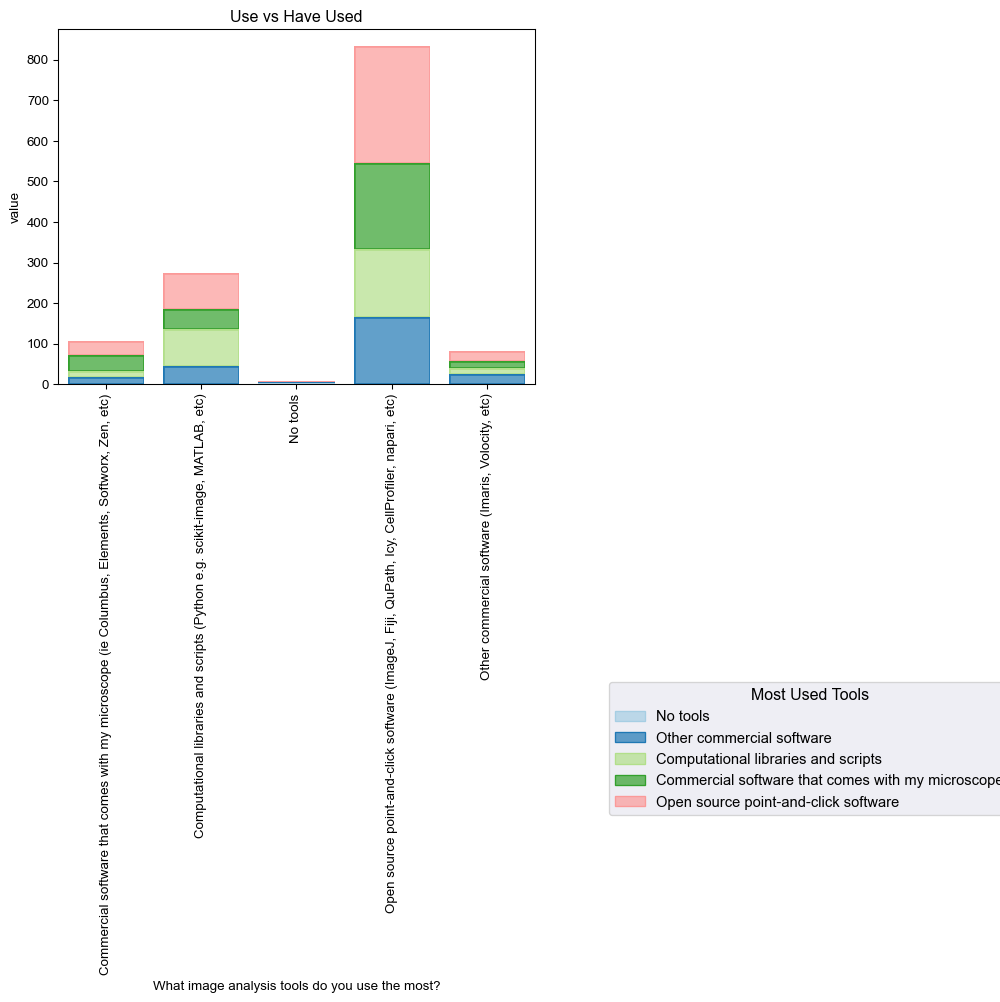 Use vs Have Used
800
700
600
500
400
300
200
100
0
value
Commercial software that comes with my microscope (ie Columbus, Elements, Softworx, Zen, etc)
Computational libraries and scripts (Python e.g. scikit-image, MATLAB, etc)
No tools
Open source point-and-click software (ImageJ, Fiji, QuPath, Icy, CellProfiler, napari, etc)
Other commercial software (Imaris, Volocity, etc)
What image analysis tools do you use the most?
Most Used Tools
No tools
Other commercial software
Computational libraries and scripts
Commercial software that comes with my microscope
Open source point-and-click software